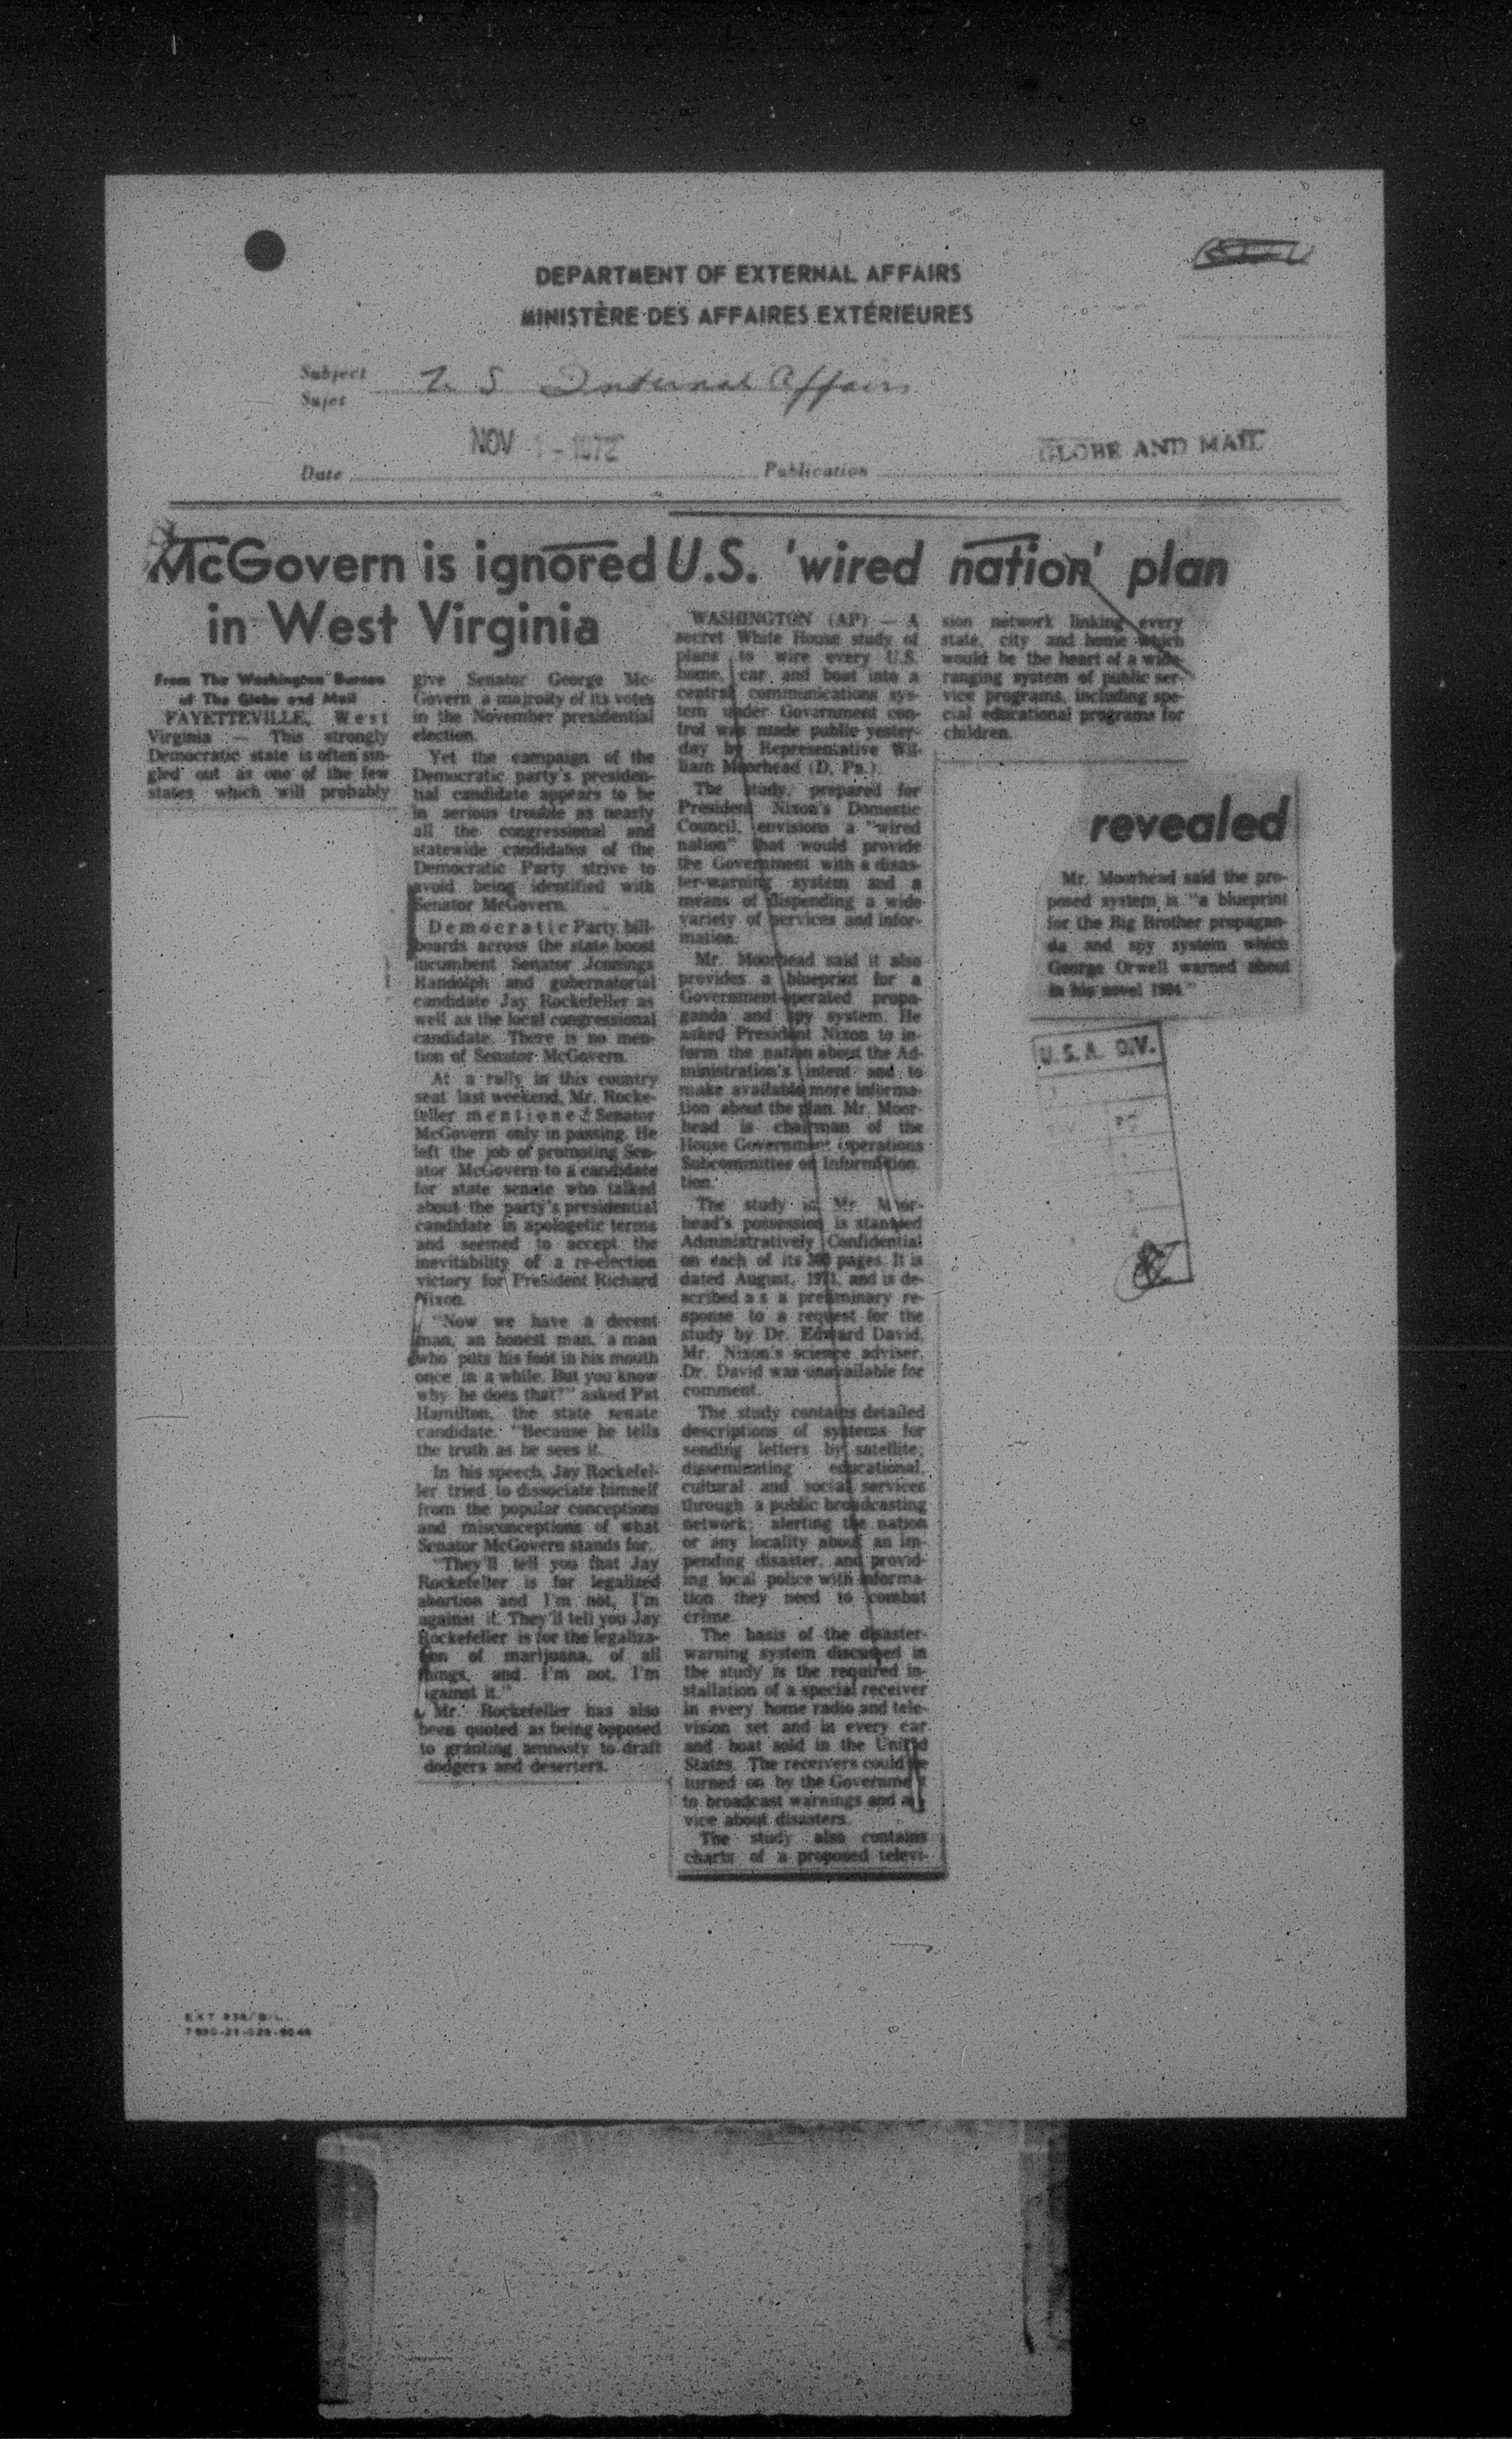 DEPARTMENT OF EXTERNAL AFFAIRS
MINISTÈRE DES AFFAIRES EXTÉRIEURES
Subject
Sujet
U.S. Internal Affairs
NOV 1 - 1972
GLOBE AND MAIL
Date
Publication
McGovern is ignored
in West Virginia
From The Washington Bureau
of The Globe and Mail
FAYETTEVILLE, West
Virginia — This strongly
Democratic state is often sin-
gled out as one of the few
states which will probably
give Senator George Mc-
Govern a majority of its votes
in the November presidential
election.
Yet the campaign of the
Democratic party's presiden-
tial candidate appears to be
in serious trouble as nearly
all the congressional and
statewide candidates of the
Democratic Party strive to
avoid being identified with
Senator McGovern.
Democratic Party bill-
boards across the state boost
incumbent Senator Jennings
Randolph and gubernatorial
candidate Jay Rockefeller as
well as the local congressional
candidate. There is no men-
tion of Senator McGovern.
At a rally in this country
seat last weekend, Mr. Rocke-
feller mentioned Senator
McGovern only in passing. He
left the job of promoting Sen-
ator McGovern to a candidate
for state senate who talked
about the party's presidential
candidate in apologetic terms
and seemed to accept the
inevitability of a re-election
victory for President Richard
Nixon.
"Now we have a decent
man, an honest man, a man
who puts his foot in his mouth
once in a while. But you know
why he does that?" asked Pat
Hamilton, the state senate
candidate. "Because he tells
the truth as he sees it.
In his speech, Jay Rockefel-
ler tried to dissociate himself
from the popular conceptions
and misconceptions of what
Senator McGovern stands for.
"They'll tell you that Jay
Rockefeller is for legalized
abortion and I'm not, I'm
against it. They'll tell you Jay
Rockefeller is for the legaliza-
tion of marijuana, of all
things, and I'm not, I'm
against it."
Mr. Rockefeller has also
been quoted as being opposed
to granting amnesty to draft
dodgers and deserters.
U.S. 'wired nation' plan
revealed
WASHINGTON (AP) — A
secret White House study of
plans to wire every U.S.
home, car and boat into a
central communications sys-
tem under Government con-
trol was made public yester-
day by Representative Wil-
liam Moorhead (D, Pa.).
The study, prepared for
President Nixon's Domestic
Council, envisions a "wired
nation" that would provide
the Government with a disas-
ter-warning system and a
means of dispending a wide
variety of services and infor-
mation.
Mr. Moorhead said it also
provides a blueprint for a
Government-operated propa-
ganda and spy system. He
asked President Nixon to in-
form the nation about the Ad-
ministration's intent and to
make available more informa-
tion about the plan. Mr. Moor-
head is chairman of the
House Government Operations
Subcommittee on Information.
tion.
The study in Mr. Moor-
head's possession is stamped
Administratively Confidential
on each of its 300 pages. It is
dated August, 1971, and is de-
scribed as a preliminary re-
sponse to a request for the
study by Dr. Edward David,
Mr. Nixon's science adviser.
Dr. David was unavailable for
comment.
The study contains detailed
descriptions of systems for
sending letters by satellite;
disseminating educational,
cultural and social services
through a public broadcasting
network; alerting the nation
or any locality about an im-
pending disaster, and provid-
ing local police with informa-
tion they need to combat
crime.
The basis of the disaster-
warning system discussed in
the study is the required in-
stallation of a special receiver
in every home radio and tele-
vision set and in every car
and boat sold in the United
States. The receivers could be
turned on by the Government
to broadcast warnings and ad-
vice about disasters.
The study also contains
charts of a proposed televi-
sion network linking every
state, city and home which
would be the heart of a wide-
ranging system of public ser-
vice programs, including spe-
cial educational programs for
children.
Mr. Moorhead said the pro-
posed system is "a blueprint
for the Big Brother propagan-
da and spy system which
George Orwell warned about
in his novel 1984."
U.S.A. DIV.